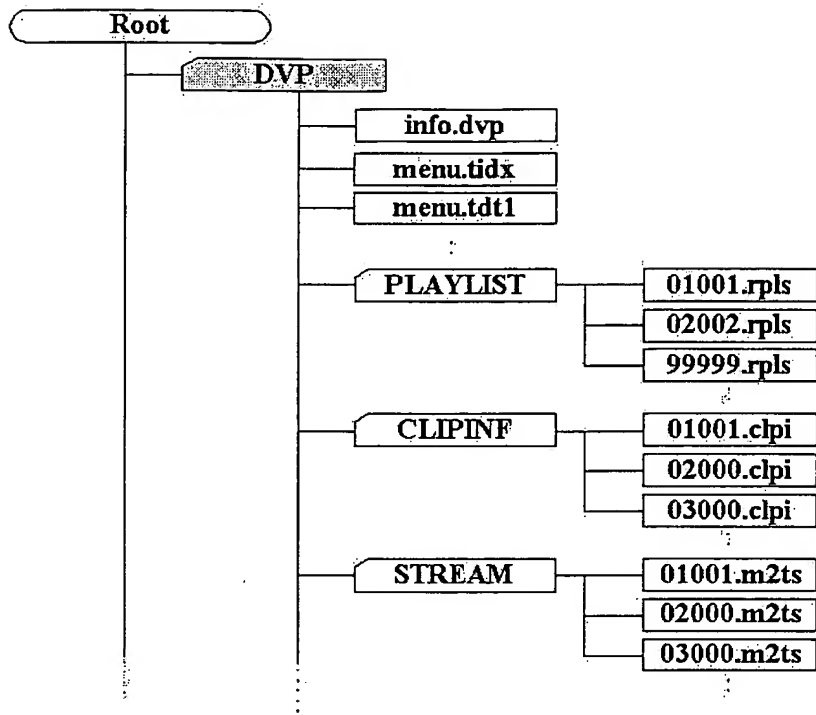 Root
DVP
info.dvp
menu.tidx
menu.tdt1
PLAYLIST
01001.rpls
02002.rpls
99999.rpls
CLIPINF
01001.clpi
02000.clpi
03000.clpi
STREAM
01001.m2ts
02000.m2ts
03000.m2ts